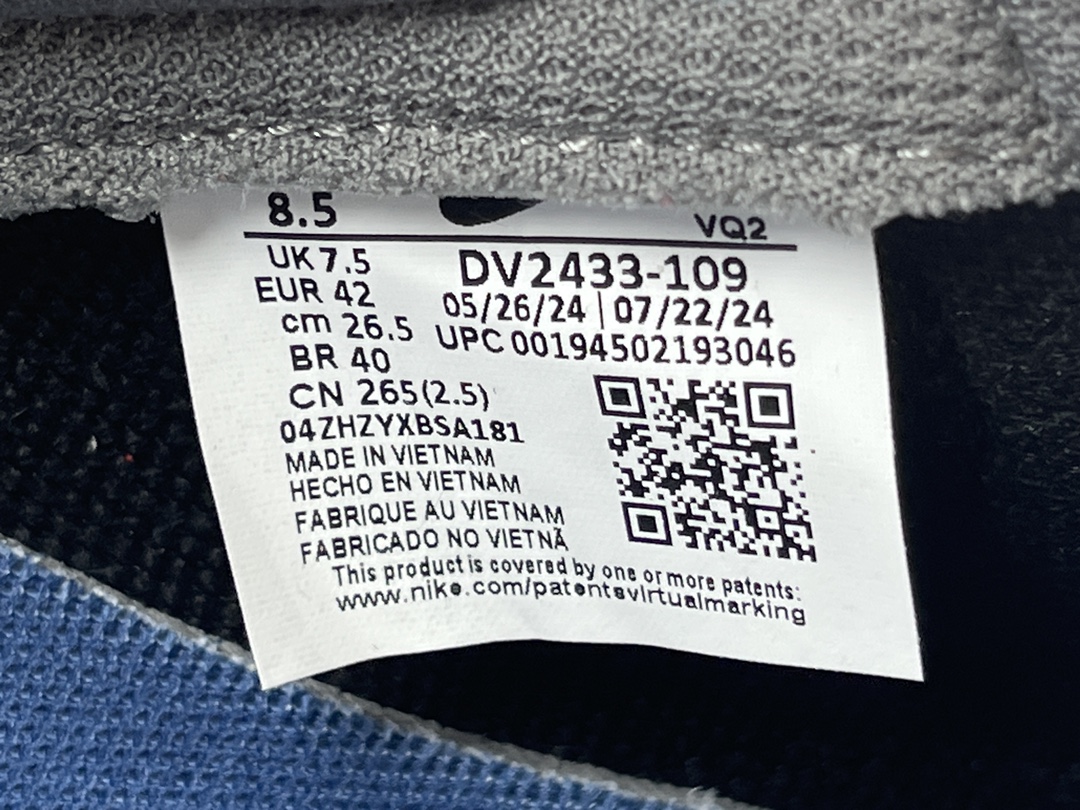 8.5
VQ2
UK 7.5
EUR 42
cm 26.5
BR 40
CN 265(2.5)
DV2433-109
05/26/24 | 07/22/24
UPC 00194502193046
04ZHZYXBSA181
MADE IN VIETNAM
HECHO EN VIETNAM
FABRIQUE AU VIETNAM
FABRICADO NO VIETNÃ
This product is covered by one or more patents:
www.nike.com/patentsvirtualmarking